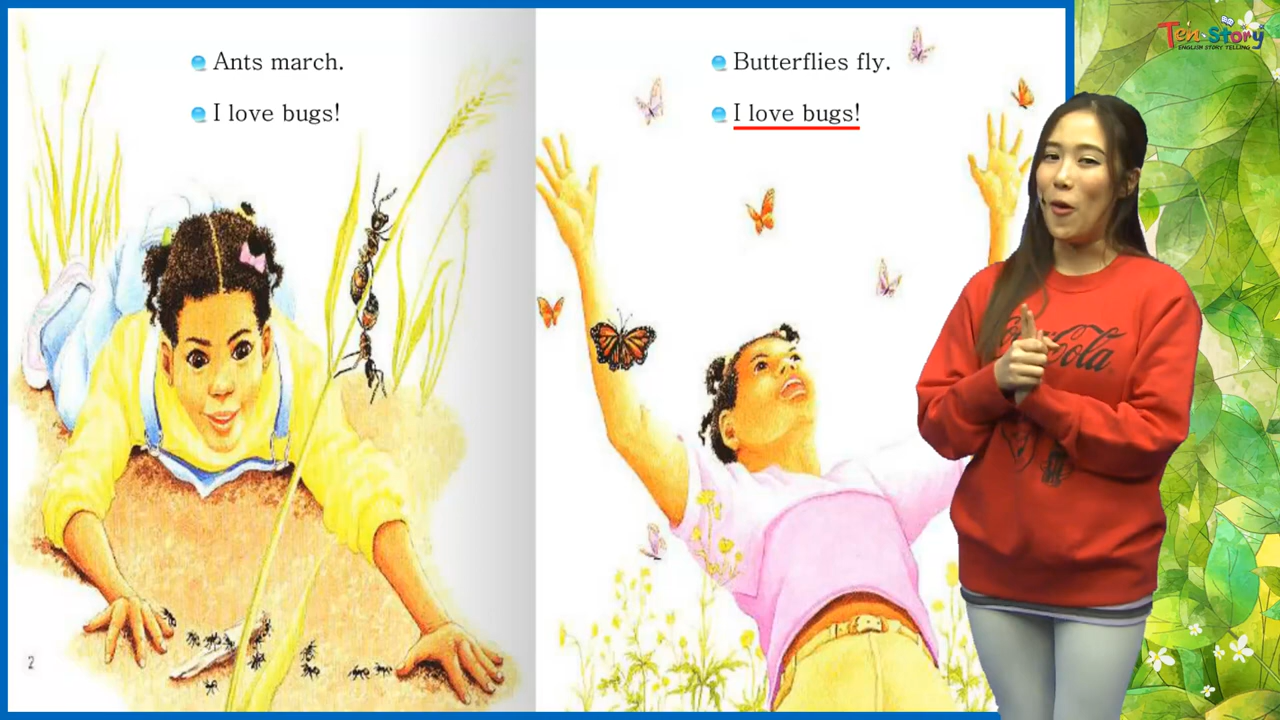 Ants march.
I love bugs!
Butterflies fly.
I love bugs!
2
Ten Story
ENGLISH STORY TELLING
Coca-Cola